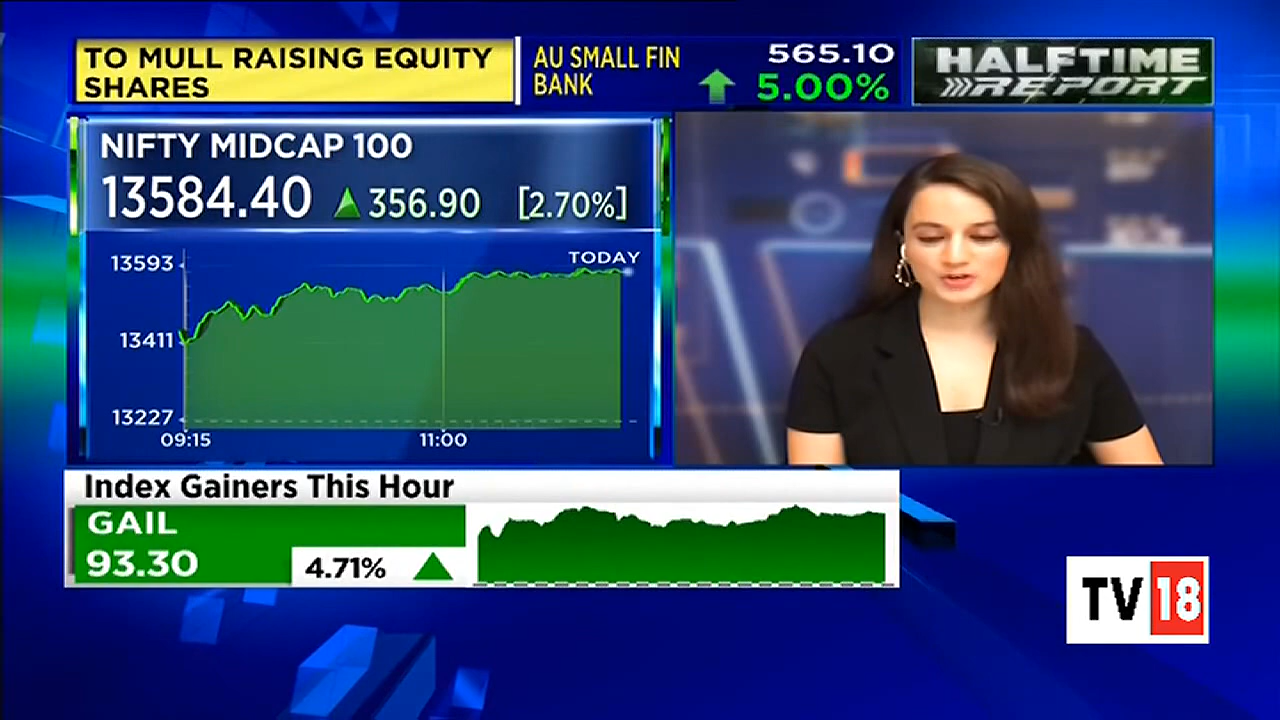 TO MULL RAISING EQUITY
SHARES
AU SMALL FIN
BANK
565.10
5.00%
HALFTIME
REPORT
NIFTY MIDCAP 100
13584.40 356.90 [2.70%]
TODAY
13593
13411
13227
09:15 11:00
Index Gainers This Hour
GAIL
93.30
4.71%
TV18